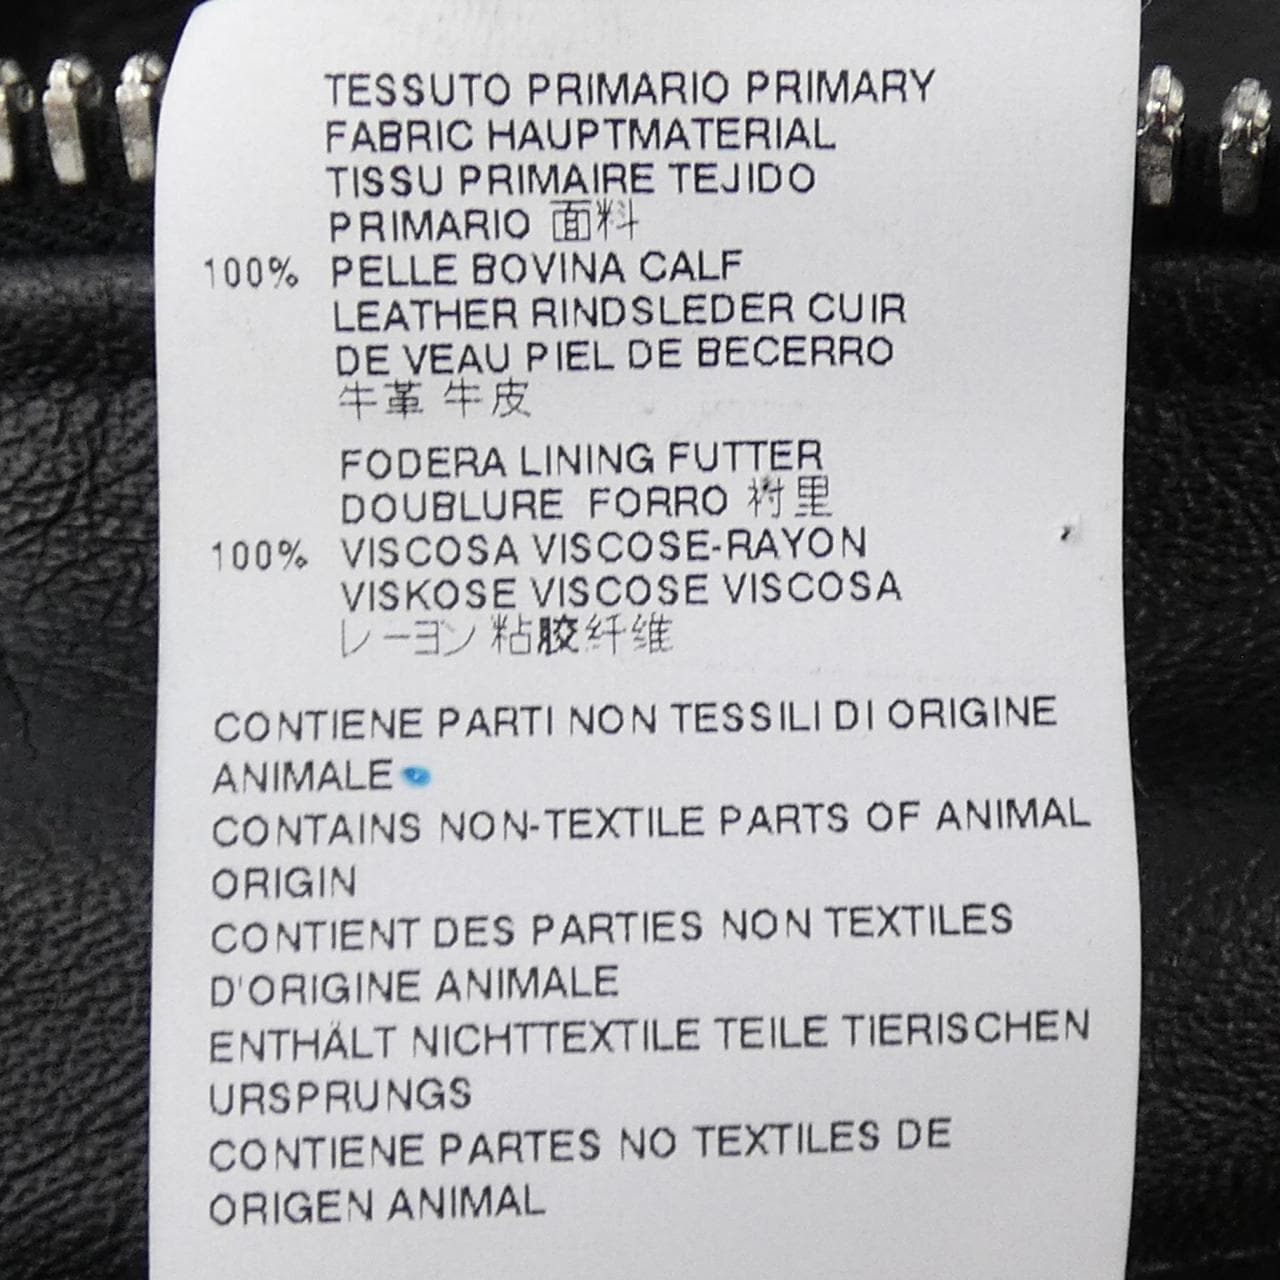 TESSUTO PRIMARIO PRIMARY
FABRIC HAUPTMATERIAL
TISSU PRIMAIRE TEJIDO
PRIMARIO 面料
100% PELLE BOVINA CALF
LEATHER RINDSLEDER CUIR
DE VEAU PIEL DE BECERRO
牛革 牛皮
FODERA LINING FUTTER
DOUBLURE FORRO 衬里
100% VISCOSA VISCOSE-RAYON
VISKOSE VISCOSE VISCOSA
レーヨン 粘胶纤维
CONTIENE PARTI NON TESSILI DI ORIGINE
ANIMALE
CONTAINS NON-TEXTILE PARTS OF ANIMAL
ORIGIN
CONTIENT DES PARTIES NON TEXTILES
D'ORIGINE ANIMALE
ENTHÄLT NICHTTEXTILE TEILE TIERISCHEN
URSPRUNGS
CONTIENE PARTES NO TEXTILES DE
ORIGEN ANIMAL